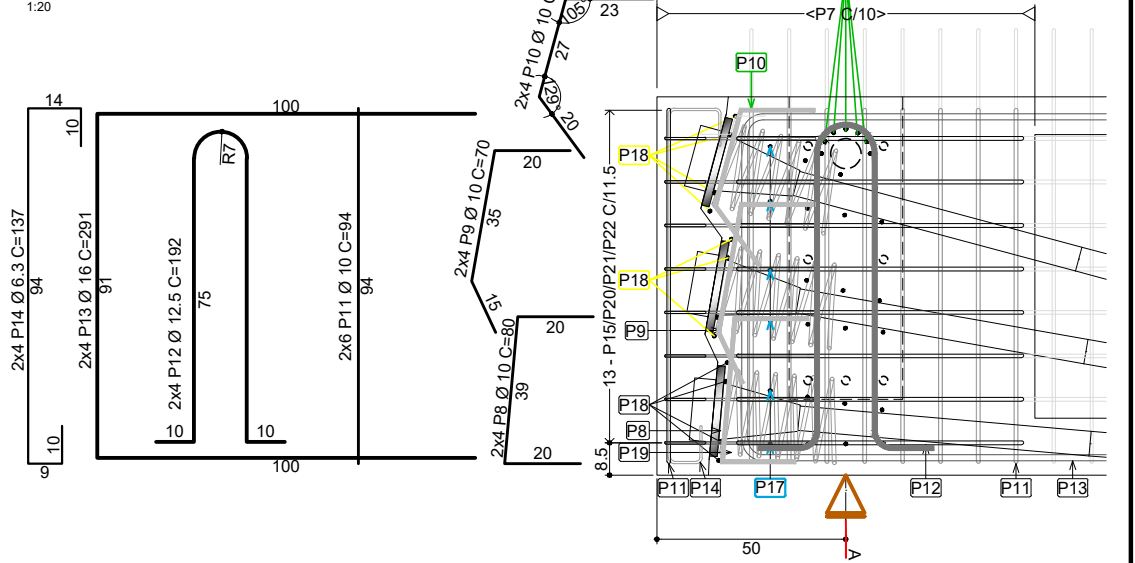 1:20
14
10
2x4 P14 Ø 6.3 C=137
94
10
9
100
2x4 P13 Ø 16 C=291
91
100
R7
2x4 P12 Ø 12.5 C=192
75
10
10
2x6 P11 Ø 10 C=94
94
105°
27
129°
20
2x4 P10 Ø 10 C
20
35
15
2x4 P9 Ø 10 C=70
20
39
20
2x4 P8 Ø 10 C=80
23
<P7 C/10>
P10
P18
P18
P9
P18
P8
P19
13 - P15/P20/P21/P22 C/11.5
8.5
P11
P14
P17
P12
P11
P13
50
A